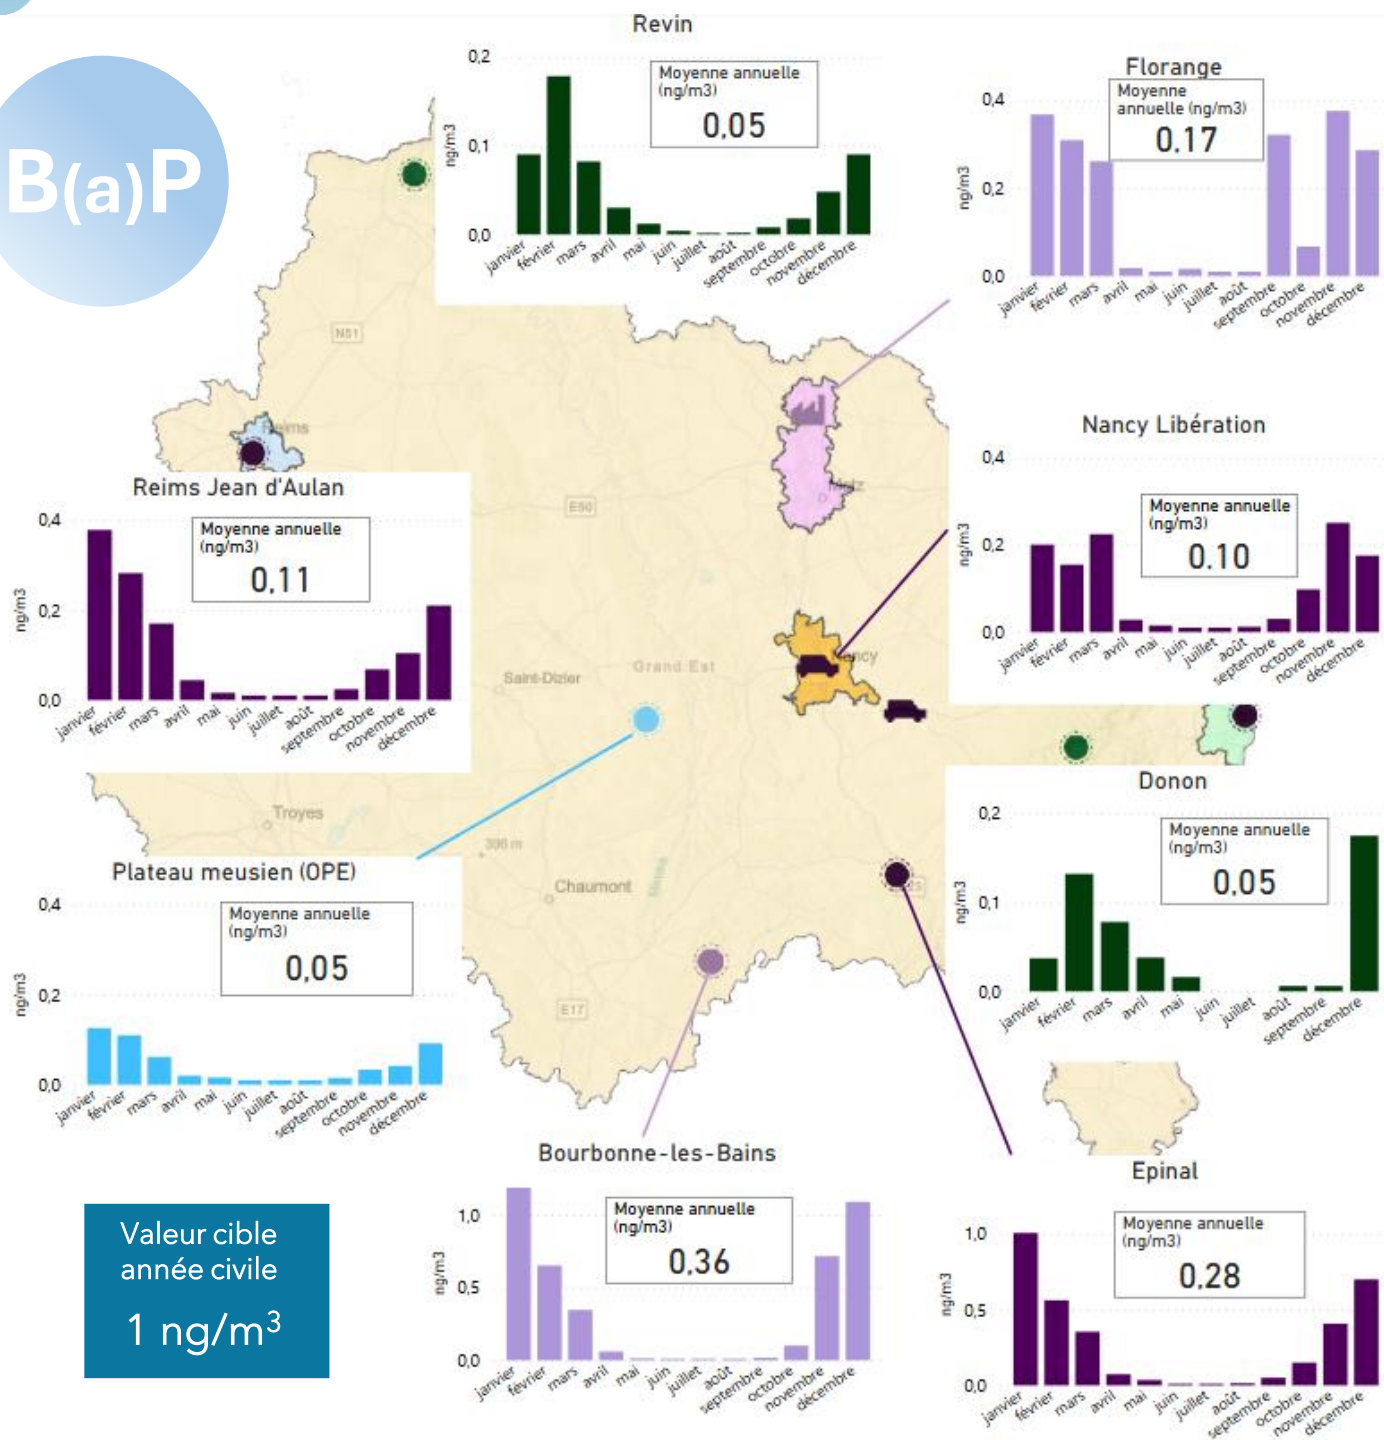 B(a)P
Revin
0,2
0,1
0,0
ng/m3
Moyenne annuelle
(ng/m3)
0,05
janvier
février
mars
avril
mai
juin
juillet
août
septembre
octobre
novembre
décembre
Florange
0,4
0,2
0,0
ng/m3
Moyenne
annuelle (ng/m3)
0.17
janvier
février
mars
avril
mai
juin
juillet
août
septembre
octobre
novembre
décembre
N51
Reims
E50
Metz
Nancy Libération
0,4
0,2
0,0
ng/m3
Moyenne annuelle
(ng/m3)
0.10
janvier
février
mars
avril
mai
juin
juillet
août
septembre
octobre
novembre
décembre
Reims Jean d'Aulan
0,4
0,2
0,0
ng/m3
Moyenne annuelle
(ng/m3)
0,11
janvier
février
mars
avril
mai
juin
juillet
août
septembre
octobre
novembre
décembre
Saint-Dizier
Grand Est
Nancy
Troyes
396 m
Chaumont
E17
Donon
0,2
0,1
0,0
ng/m3
Moyenne annuelle
(ng/m3)
0,05
janvier
février
mars
avril
mai
juin
juillet
août
septembre
décembre
Plateau meusien (OPE)
0,4
0,2
0,0
ng/m3
Moyenne annuelle
(ng/m3)
0,05
janvier
février
mars
avril
mai
juin
juillet
août
septembre
octobre
novembre
décembre
Bourbonne-les-Bains
1,0
0,5
0,0
ng/m3
Moyenne annuelle
(ng/m3)
0,36
janvier
février
mars
avril
mai
juin
juillet
août
septembre
octobre
novembre
décembre
Epinal
1,0
0,5
0,0
ng/m3
Moyenne annuelle
(ng/m3)
0,28
janvier
février
mars
avril
mai
juin
juillet
août
septembre
octobre
novembre
décembre
Valeur cible
année civile
1 ng/m³